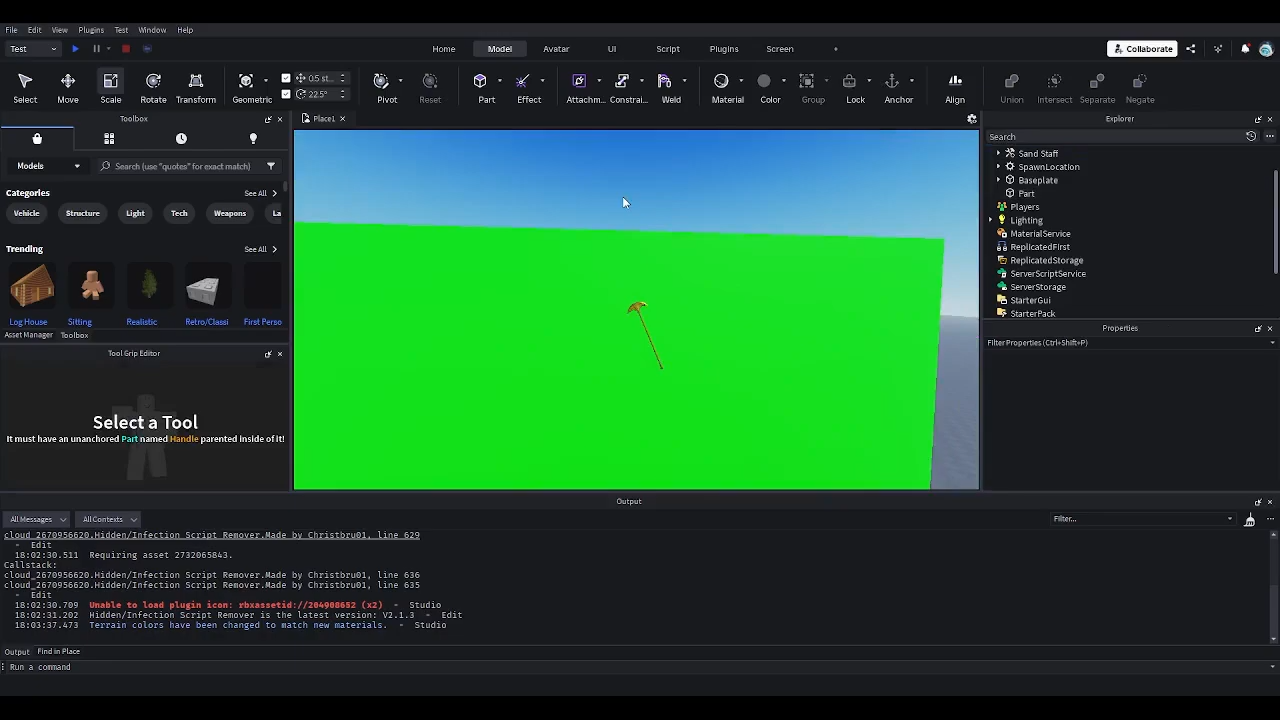 File Edit View Plugins Test Window Help
Test
Home Model Avatar UI Script Plugins Screen
Collaborate
Select Move Scale Rotate Transform Geometric 0.5 st... 22.5° Pivot Reset Part Effect Attachm... Constrai... Weld Material Color Group Lock Anchor Align Union Intersect Separate Negate
Toolbox
Place1
Explorer
Search
Models
Search (use "quotes" for exact match)
Categories
See All
Vehicle Structure Light Tech Weapons La
Trending
See All
Log House Sitting Realistic Retro/Classi First Perso
Asset Manager Toolbox
Tool Grip Editor
Select a Tool
It must have an unanchored Part named Handle parented inside of it!
Sand Staff
SpawnLocation
Baseplate
Part
Players
Lighting
MaterialService
ReplicatedFirst
ReplicatedStorage
ServerScriptService
ServerStorage
StarterGui
StarterPack
Properties
Filter Properties (Ctrl+Shift+P)
Output
All Messages All Contexts
Filter...
cloud_2670956620.Hidden/Infection Script Remover.Made by Christbru01, line 629
- Edit
18:02:30.511 Requiring asset 2732065843.
Callstack:
cloud_2670956620.Hidden/Infection Script Remover.Made by Christbru01, line 636
cloud_2670956620.Hidden/Infection Script Remover.Made by Christbru01, line 635
- Edit
18:02:30.709 Unable to load plugin icon: rbxassetid://204908652 (x2) - Studio
18:02:31.202 Hidden/Infection Script Remover is the latest version: V2.1.3 - Edit
18:03:37.473 Terrain colors have been changed to match new materials. - Studio
Output Find in Place
Run a command